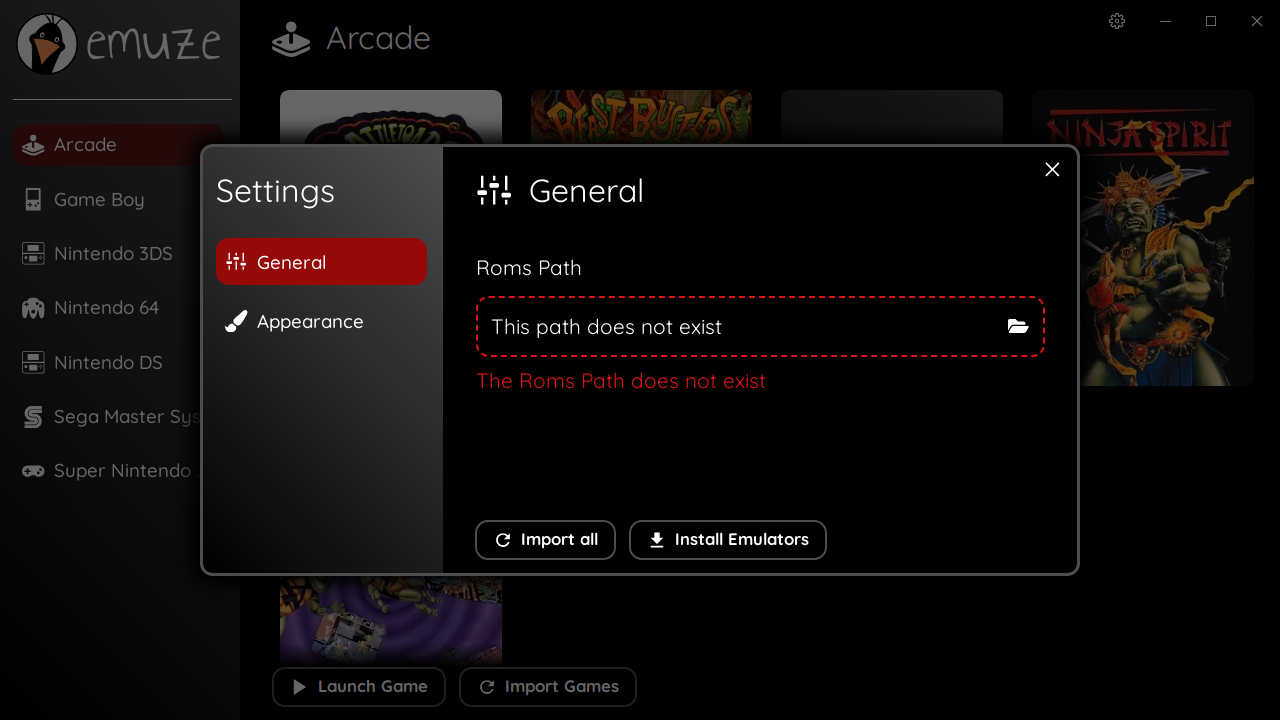 emuze
Arcade
Arcade
Game Boy
Nintendo 3DS
Nintendo 64
Nintendo DS
Sega Master Sys
Super Nintendo .
BEAST BUSTERS
NINJA SPIRIT
Settings
General
Appearance
General
Roms Path
This path does not exist
The Roms Path does not exist
Import all
Install Emulators
Launch Game
Import Games